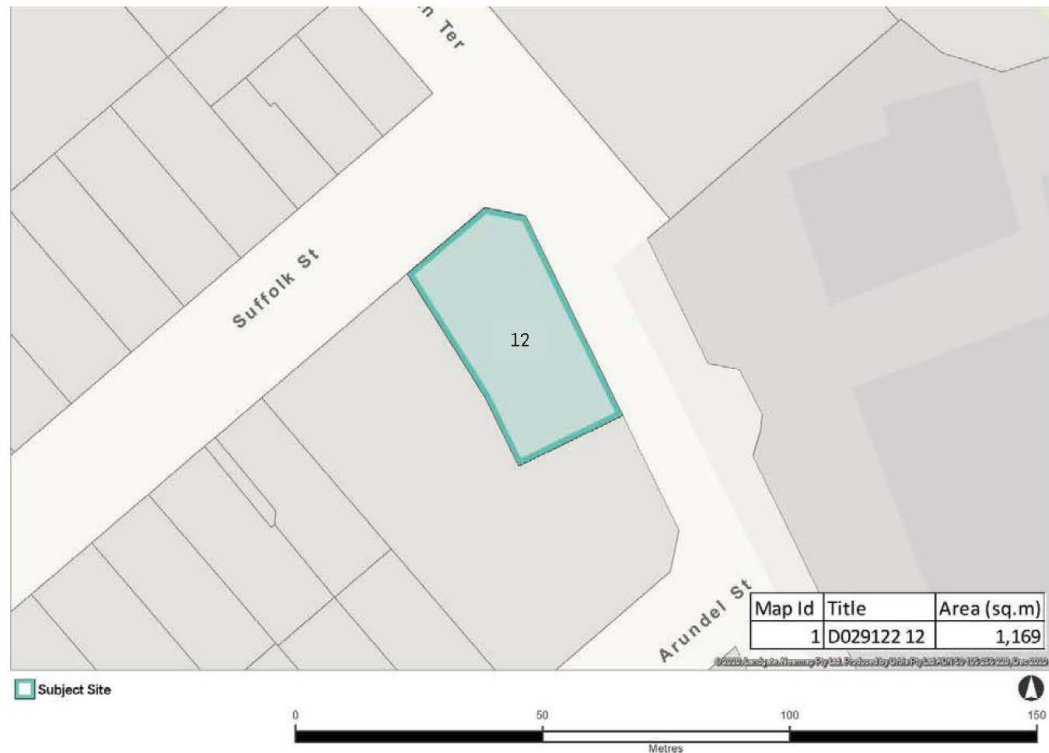 n Ter
Suffolk St
12
Arundel St
Map Id Title Area (sq.m)
1 D029122 12 1,169
Subject Site
0 50 100 150
Metres